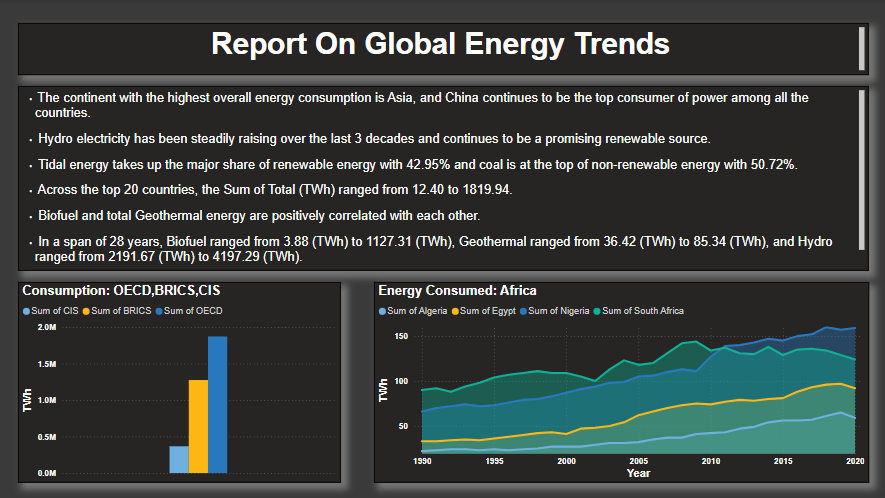 Report On Global Energy Trends
• The continent with the highest overall energy consumption is Asia, and China continues to be the top consumer of power among all the
countries.
• Hydro electricity has been steadily raising over the last 3 decades and continues to be a promising renewable source.
• Tidal energy takes up the major share of renewable energy with 42.95% and coal is at the top of non-renewable energy with 50.72%.
• Across the top 20 countries, the Sum of Total (TWh) ranged from 12.40 to 1819.94.
• Biofuel and total Geothermal energy are positively correlated with each other.
• In a span of 28 years, Biofuel ranged from 3.88 (TWh) to 1127.31 (TWh), Geothermal ranged from 36.42 (TWh) to 85.34 (TWh), and Hydro
ranged from 2191.67 (TWh) to 4197.29 (TWh).
Consumption: OECD,BRICS,CIS
Sum of CIS Sum of BRICS Sum of OECD
2.0M
1.5M
1.0M
0.5M
0.0M
TWh
Energy Consumed: Africa
Sum of Algeria Sum of Egypt Sum of Nigeria Sum of South Africa
150
100
50
TWh
1990 1995 2000 2005 2010 2015 2020
Year